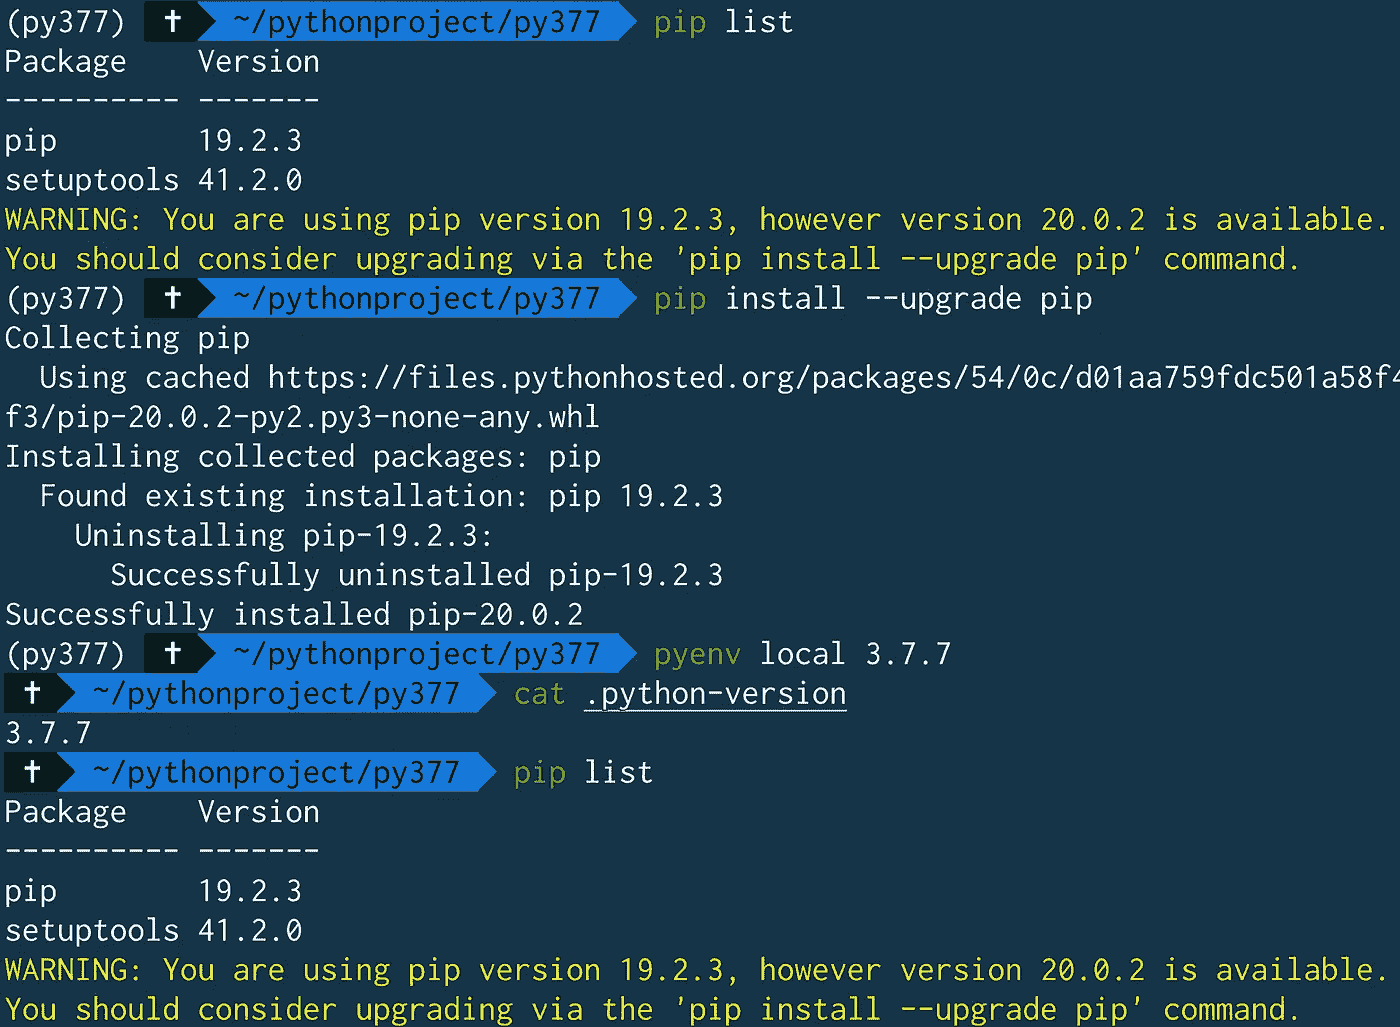 (py377) † ~/pythonproject/py377 pip list
Package    Version
---------- -------
pip        19.2.3
setuptools 41.2.0
WARNING: You are using pip version 19.2.3, however version 20.0.2 is available.
You should consider upgrading via the 'pip install --upgrade pip' command.
(py377) † ~/pythonproject/py377 pip install --upgrade pip
Collecting pip
  Using cached https://files.pythonhosted.org/packages/54/0c/d01aa759fdc501a58f4
f3/pip-20.0.2-py2.py3-none-any.whl
Installing collected packages: pip
  Found existing installation: pip 19.2.3
    Uninstalling pip-19.2.3:
      Successfully uninstalled pip-19.2.3
Successfully installed pip-20.0.2
(py377) † ~/pythonproject/py377 pyenv local 3.7.7
† ~/pythonproject/py377 cat .python-version
3.7.7
† ~/pythonproject/py377 pip list
Package    Version
---------- -------
pip        19.2.3
setuptools 41.2.0
WARNING: You are using pip version 19.2.3, however version 20.0.2 is available.
You should consider upgrading via the 'pip install --upgrade pip' command.